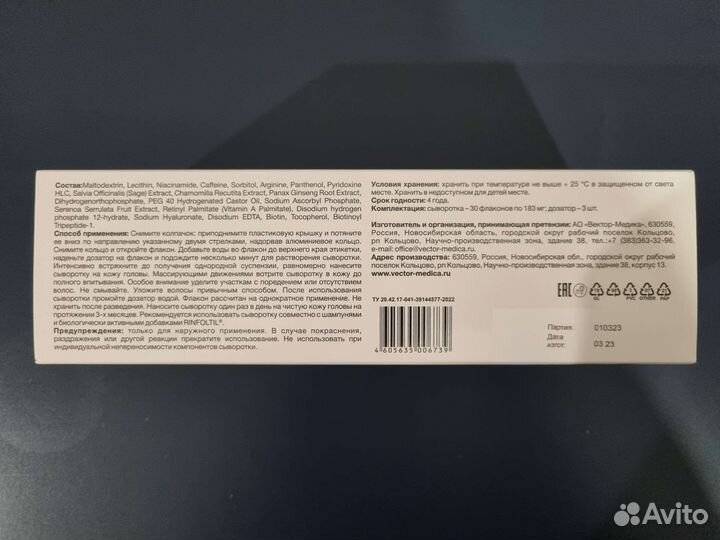 Состав:Maltodextrin, Lecithin, Niacinamide, Caffeine, Sorbitol, Arginine, Panthenol, Pyridoxine
HLC, Salvia Officinalis (Sage) Extract, Chamomilla Recutita Extract, Panax Ginseng Root Extract,
Dihydrogenorthophosphate, PEG 40 Hydrogenated Castor Oil, Sodium Ascorbyl Phosphate,
Serenoa Serrulata Fruit Extract, Retinyl Palmitate (Vitamin A Palmitate), Disodium hydrogen
phosphate 12-hydrate, Sodium Hyaluronate, Disodium EDTA, Biotin, Tocopherol, Biotinoyl
Tripeptide-1.
Способ применения: Снимите колпачок: приподнимите пластиковую крышку и потяните
ее вниз по направлению указанному двумя стрелками, надорвав алюминиевое кольцо.
Снимите кольцо и откройте флакон. Добавьте воды во флакон до верхнего края этикетки,
наденьте дозатор на флакон и подождите несколько минут для растворения сыворотки.
Интенсивно встряхните до получения однородной суспензии, равномерно нанесите
сыворотку на кожу головы. Массирующими движениями вотрите сыворотку в кожу до
полного впитывания. Особое внимание уделите участкам с поредением или отсутствием
волос. Не смывайте. Уложите волосы привычным способом. После использования
сыворотки промойте дозатор водой. Флакон рассчитан на однократное применение. Не
хранить после вскрытия. Наносите сыворотку один раз в день на чистую кожу головы на
протяжении 3-х месяцев. Рекомендуется использовать сыворотку совместно с шампунями
и биологически активными добавками RINFOLTIL®.
Предупреждения: только для наружного применения. В случае покраснения,
раздражения или другой реакции прекратите использование. Не использовать при
индивидуальной непереносимости компонентов сыворотки.
Условия хранения: хранить при температуре не выше + 25 °С в защищенном от света
месте. Хранить в недоступном для детей месте.
Срок годности: 4 года.
Комплектация: сыворотка – 30 флаконов по 183 мг; дозатор – 3 шт.
Изготовитель и организация, принимающая претензии: АО «Вектор-Медика», 630559,
Россия, Новосибирская область, городской округ рабочий поселок Кольцово,
рп Кольцово, Научно-производственная зона, здание 38, тел.:+7 (383)363-32-96,
e-mail: office@vector-medica.ru
Адрес производства: 630559, Россия, Новосибирская обл., городской округ рабочий
поселок Кольцово, рп Кольцово, Научно-производственная зона, здание 38, корпус 13.
www.vector-medica.ru
EAC GL PVC OTHER PAP
ТУ 20.42.17-041-39144577-2022
4 605635 006739
Партия: 010323
Дата
изгот: 03 23
Avito